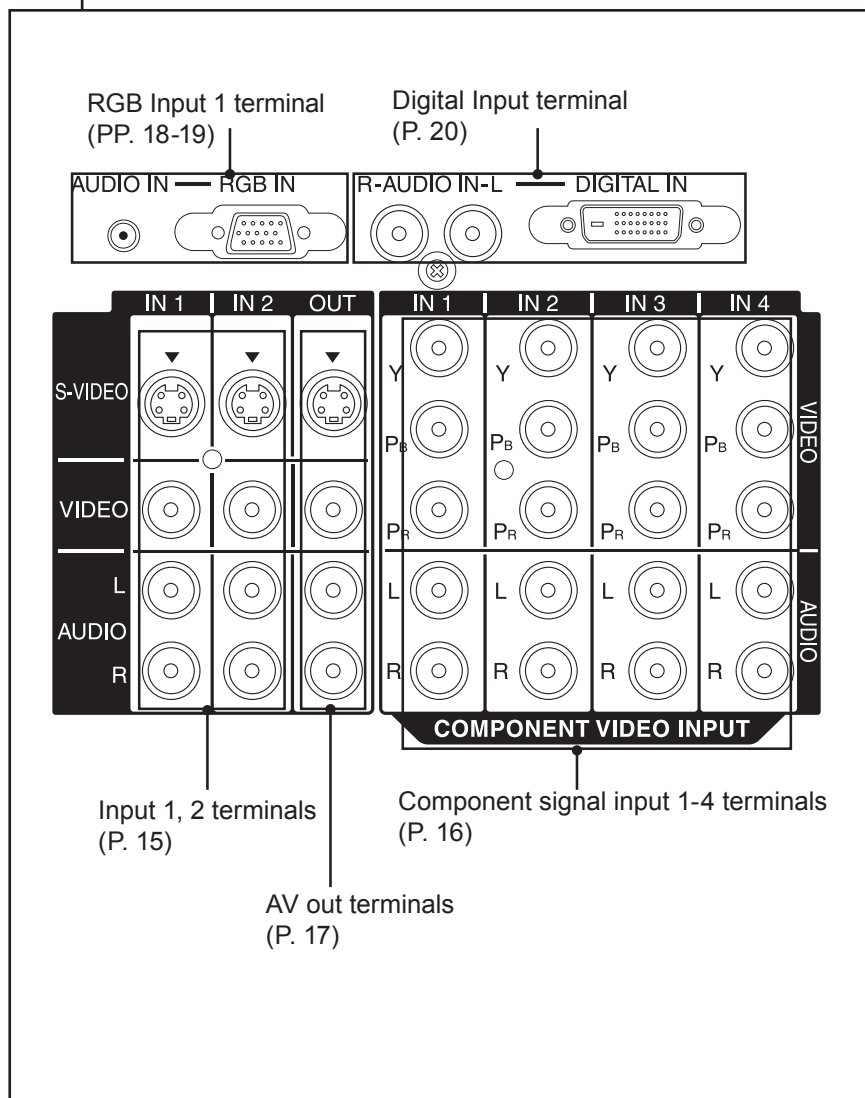 RGB Input 1 terminal
(PP. 18-19)
Digital Input terminal
(P. 20)
AUDIO IN RGB IN
R-AUDIO IN-L DIGITAL IN
IN 1 IN 2 OUT
IN 1 IN 2 IN 3 IN 4
S-VIDEO
VIDEO
L
AUDIO
R
Y Y Y Y
PB PB PB PB
PR PR PR PR
L L L L
R R R R
VIDEO
AUDIO
COMPONENT VIDEO INPUT
Input 1, 2 terminals
(P. 15)
Component signal input 1-4 terminals
(P. 16)
AV out terminals
(P. 17)